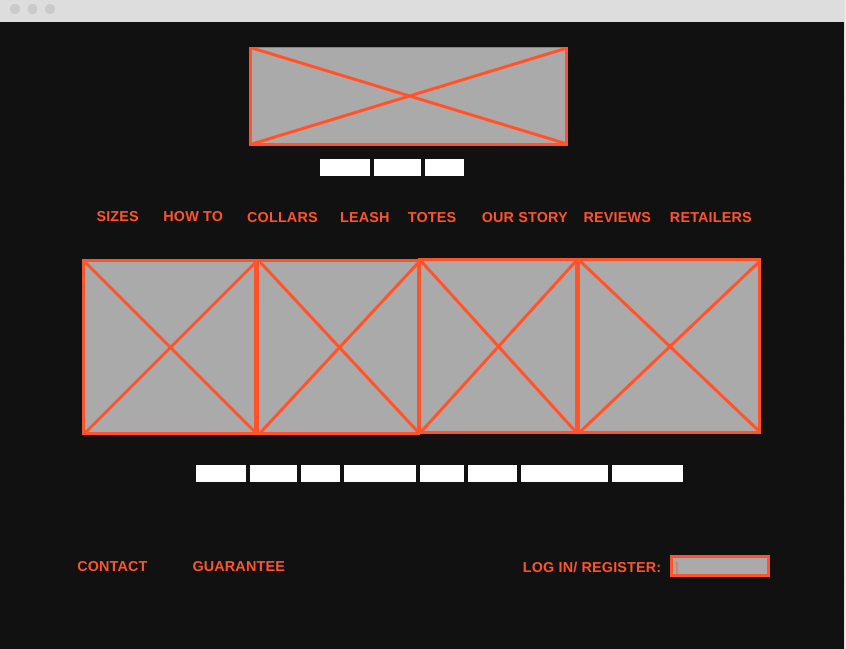 SIZES HOW TO COLLARS LEASH TOTES OUR STORY REVIEWS RETAILERS
CONTACT GUARANTEE LOG IN/ REGISTER: